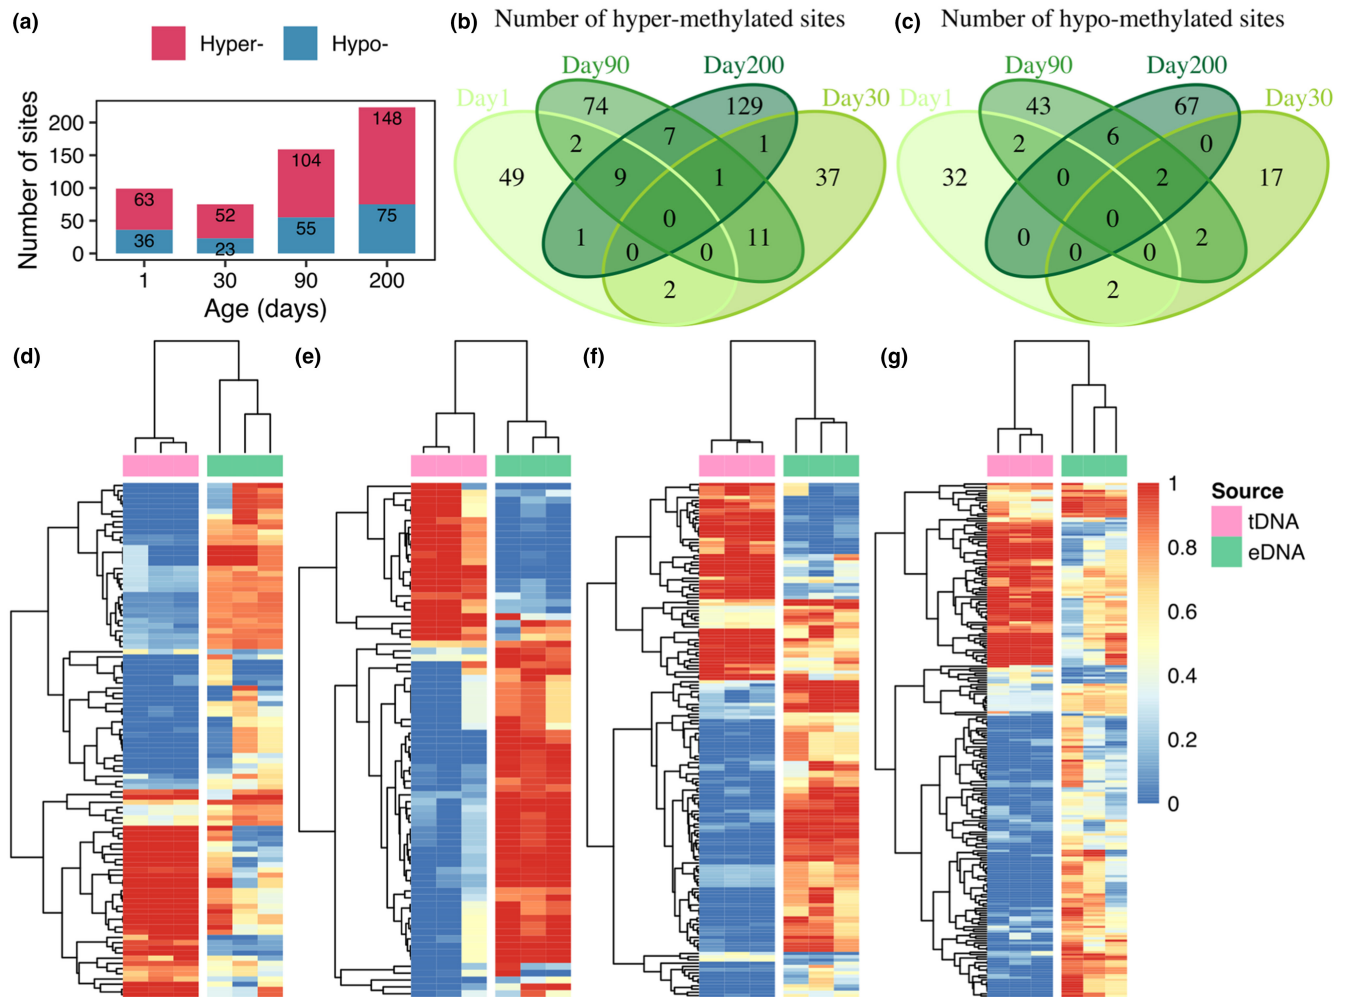 (a)
Hyper- Hypo-
Number of sites
200
150
100
50
0
63 52 104 148
36 23 55 75
1 30 90 200
Age (days)
(b) Number of hyper-methylated sites
Day1 Day90 Day200 Day30
74 129
2 7 1
49 9 1 37
0
1 0 0 11
2
(c) Number of hypo-methylated sites
Day1 Day90 Day200 Day30
43 67
2 6 0
32 0 2 17
0
0 0 0 2
2
(d) (e) (f) (g)
1
0.8
0.6
0.4
0.2
0
Source
tDNA
eDNA